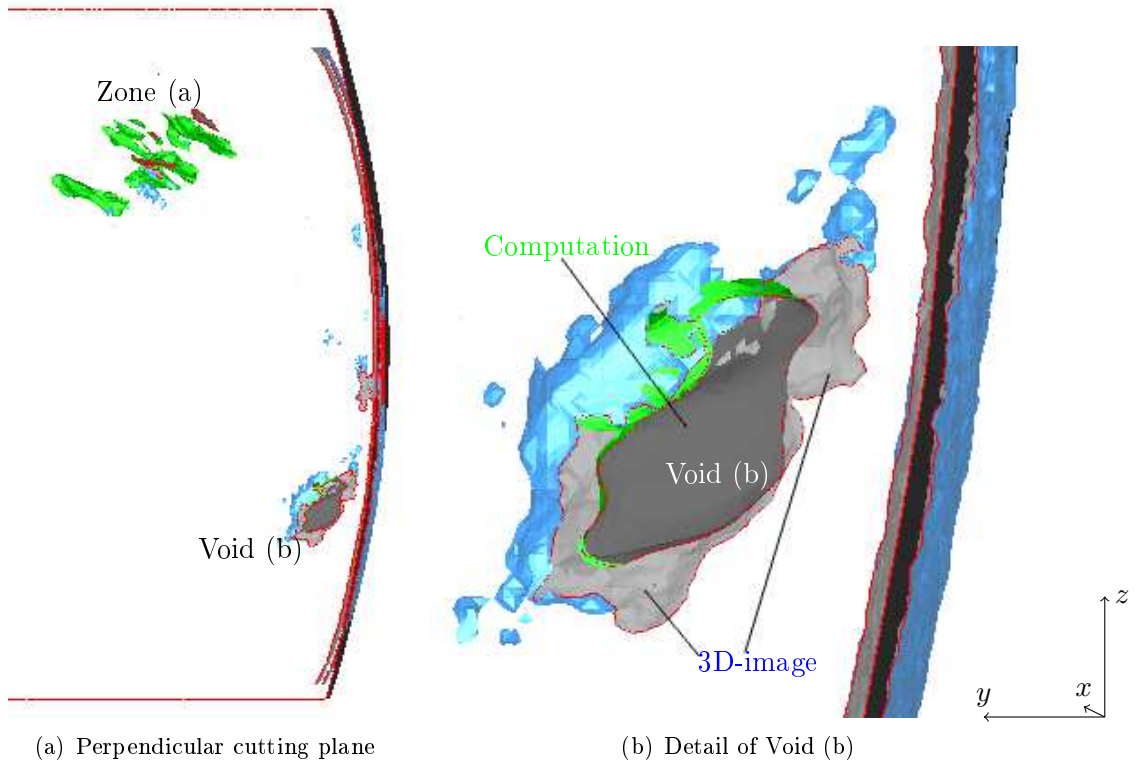 Zone (a)
Void (b)
Computation
Void (b)
3D-image
z
x
y
(a) Perpendicular cutting plane
(b) Detail of Void (b)